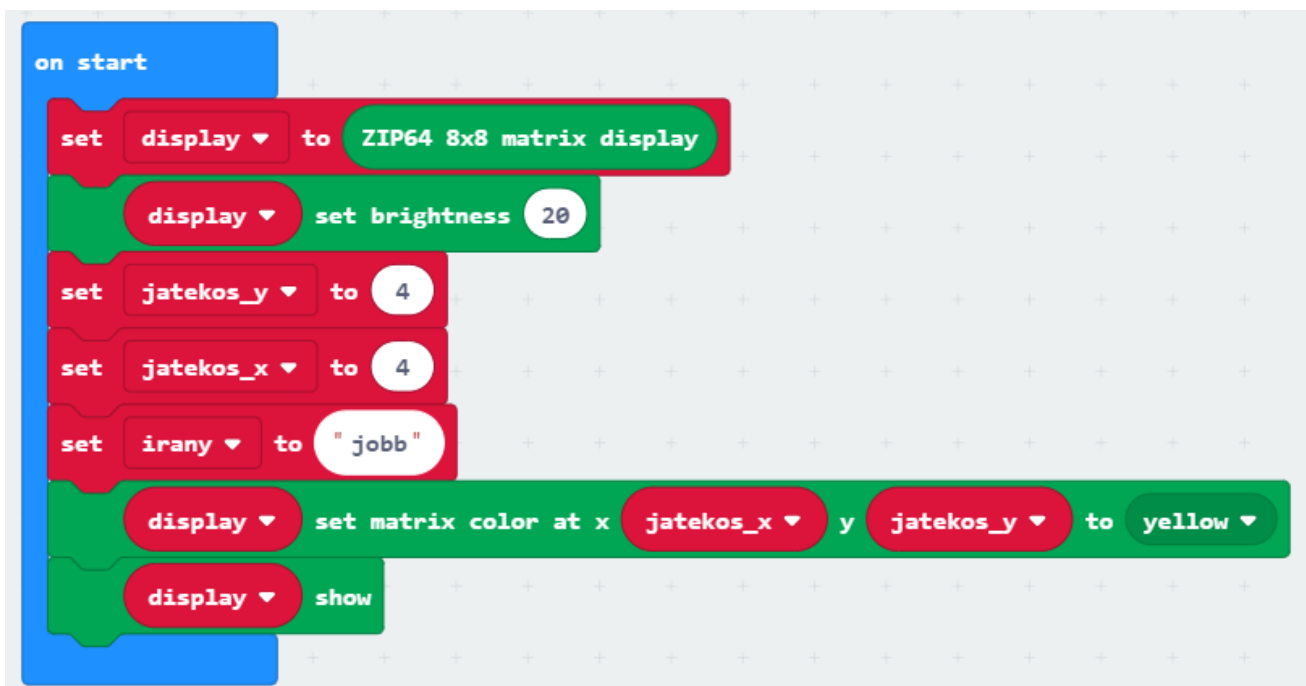 on start
set display to ZIP64 8x8 matrix display
display set brightness 20
set jatekos_y to 4
set jatekos_x to 4
set irany to "jobb"
display set matrix color at x jatekos_x y jatekos_y to yellow
display show